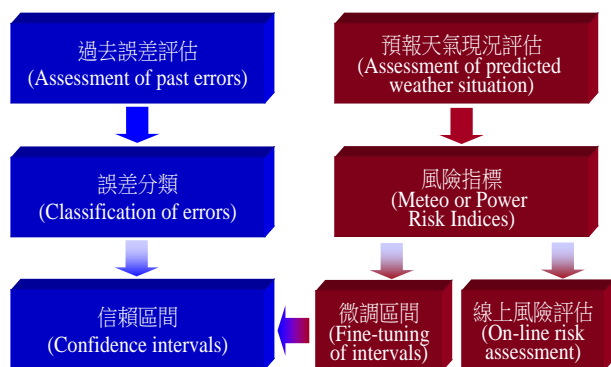 過去誤差評估
(Assessment of past errors)
預報天氣現況評估
(Assessment of predicted
weather situation)
誤差分類
(Classification of errors)
風險指標
(Meteo or Power
Risk Indices)
信賴區間
(Confidence intervals)
微調區間
(Fine-tuning
of intervals)
線上風險評估
(On-line risk
assessment)